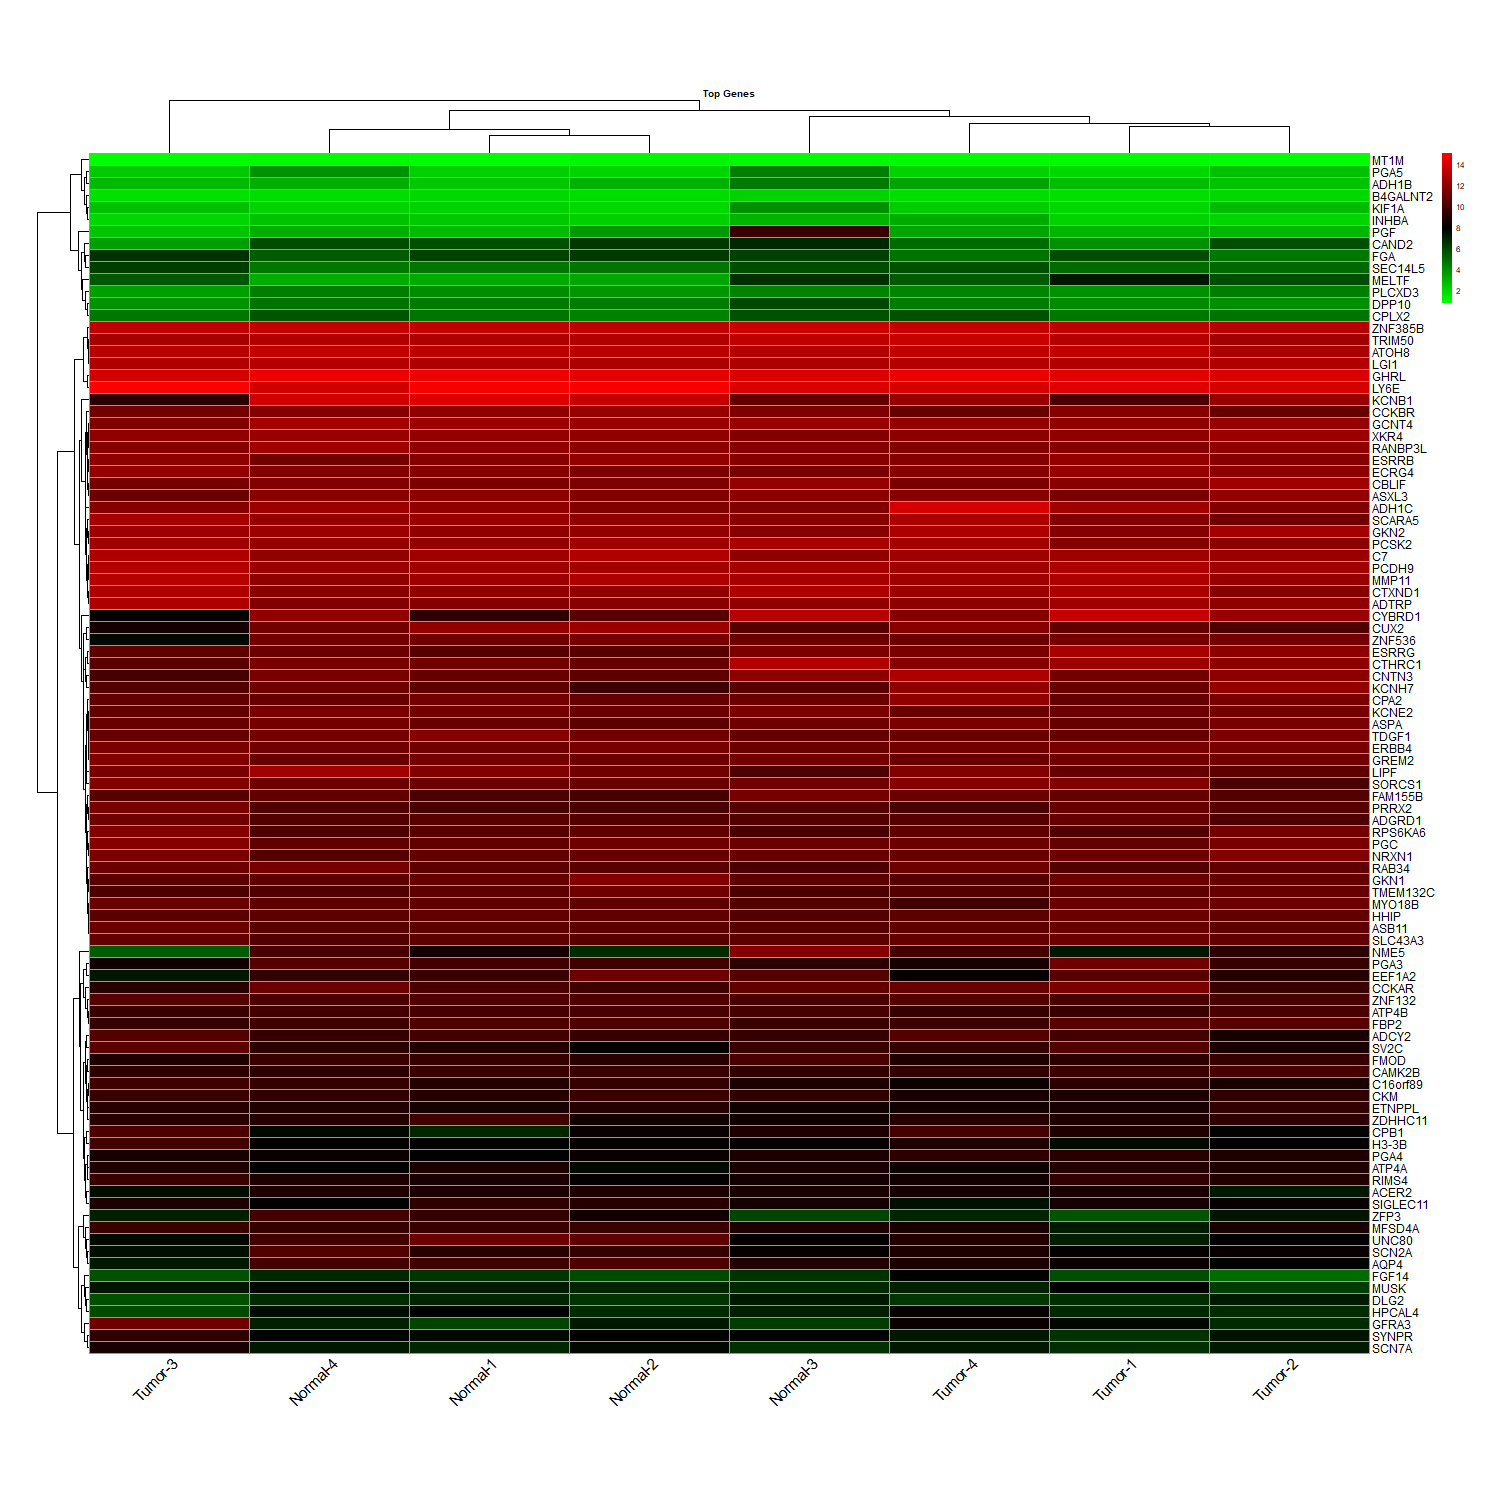 Top Genes
MT1M
PGA5
ADH1B
B4GALNT2
KIF1A
INHBA
PGF
CAND2
FGA
SEC14L5
MELTF
PLCXD3
DPP10
CPLX2
ZNF385B
TRIM50
ATOH8
LGI1
GHRL
LY6E
KCNB1
CCKBR
GCNT4
XKR4
RANBP3L
ESRRB
ECRG4
CBLIF
ASXL3
ADH1C
SCARA5
GKN2
PCSK2
C7
PCDH9
MMP11
CTXND1
ADTRP
CYBRD1
CUX2
ZNF536
ESRRG
CTHRC1
CNTN3
KCNH7
CPA2
KCNE2
ASPA
TDGF1
ERBB4
GREM2
LIPF
SORCS1
FAM155B
PRRX2
ADGRD1
RPS6KA6
PGC
NRXN1
RAB34
GKN1
TMEM132C
MYO18B
HHIP
ASB11
SLC43A3
NME5
PGA3
EEF1A2
CCKAR
ZNF132
ATP4B
FBP2
ADCY2
SV2C
FMOD
CAMK2B
C16orf89
CKM
ETNPPL
ZDHHC11
CPB1
H3-3B
PGA4
ATP4A
RIMS4
ACER2
SIGLEC11
ZFP3
MFSD4A
UNC80
SCN2A
AQP4
FGF14
MUSK
DLG2
HPCAL4
GFRA3
SYNPR
SCN7A
14
12
10
8
6
4
2
Tumor-3
Normal-4
Normal-1
Normal-2
Normal-3
Tumor-4
Tumor-1
Tumor-2